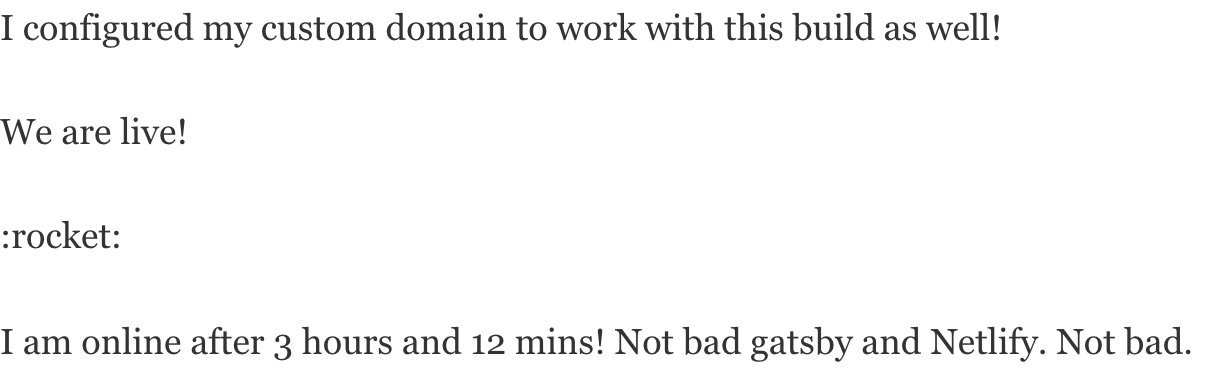 I configured my custom domain to work with this build as well!
We are live!
:rocket:
I am online after 3 hours and 12 mins! Not bad gatsby and Netlify. Not bad.